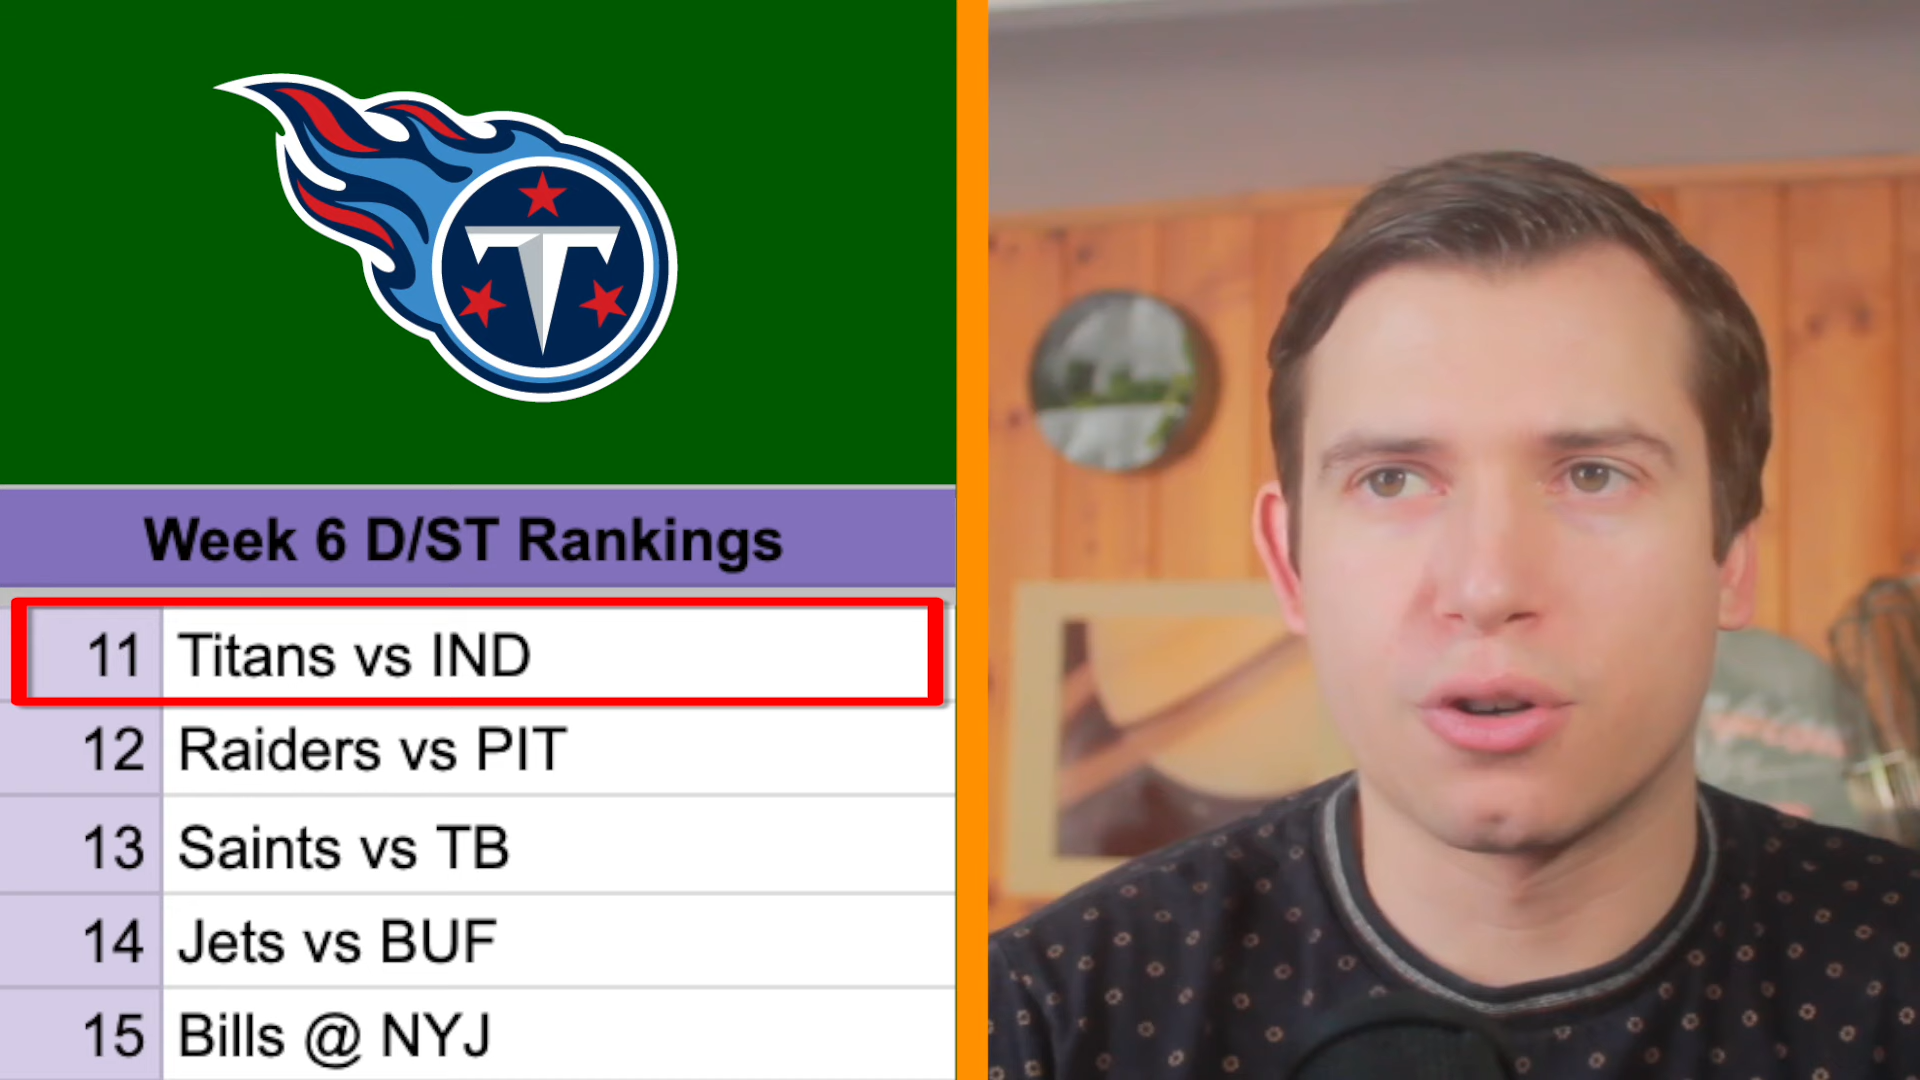 T
Week 6 D/ST Rankings
11 Titans vs IND
12 Raiders vs PIT
13 Saints vs TB
14 Jets vs BUF
15 Bills @ NYJ